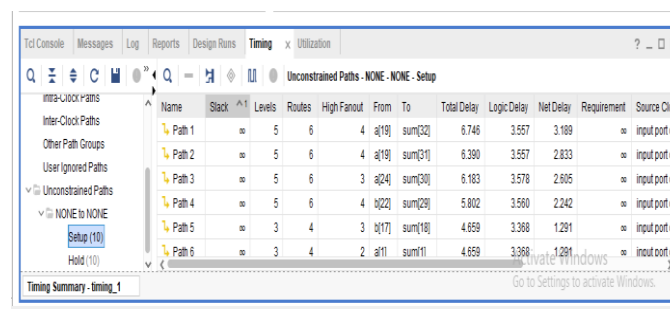 Tcl Console Messages Log Reports Design Runs Timing x Utilization ? _
Unconstrained Paths - NONE - NONE - Setup
Intra-Clock Paths
Inter-Clock Paths
Other Path Groups
User Ignored Paths
Unconstrained Paths
NONE to NONE
Setup (10)
Hold (10)
Name Slack ^1 Levels Routes High Fanout From To Total Delay Logic Delay Net Delay Requirement Source Cl
Path 1 ∞ 5 6 4 a[19] sum[32] 6.746 3.557 3.189 ∞ input port
Path 2 ∞ 5 6 4 a[19] sum[31] 6.390 3.557 2.833 ∞ input port
Path 3 ∞ 5 6 3 a[24] sum[30] 6.183 3.578 2.605 ∞ input port
Path 4 ∞ 5 6 4 b[22] sum[29] 5.802 3.560 2.242 ∞ input port
Path 5 ∞ 3 4 3 b[17] sum[18] 4.659 3.368 1.291 ∞ input port
Path 6 ∞ 3 4 2 a[1] sum[1] 4.659 3.368 1.291 ∞ input port
Activate Windows
Go to Settings to activate Windows.
Timing Summary - timing_1